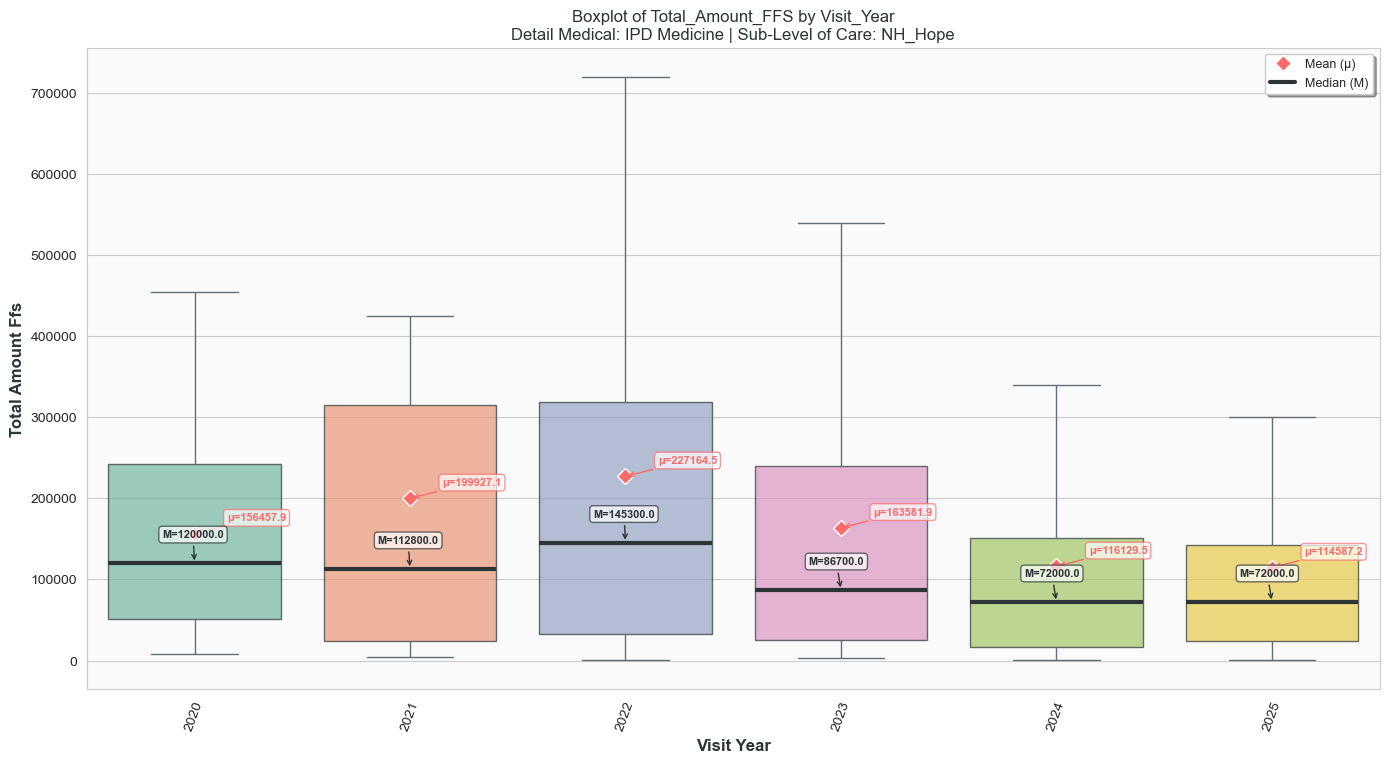 Boxplot of Total_Amount_FFS by Visit_Year
Detail Medical: IPD Medicine | Sub-Level of Care: NH_Hope
Mean (μ)
Median (M)
Total Amount Ffs
700000
600000
500000
400000
300000
200000
100000
0
M=120000.0
μ=156457.9
M=112800.0
μ=199927.1
M=145300.0
μ=227164.5
M=86700.0
μ=163581.9
M=72000.0
μ=116129.5
M=72000.0
μ=114587.2
2020
2021
2022
2023
2024
2025
Visit Year